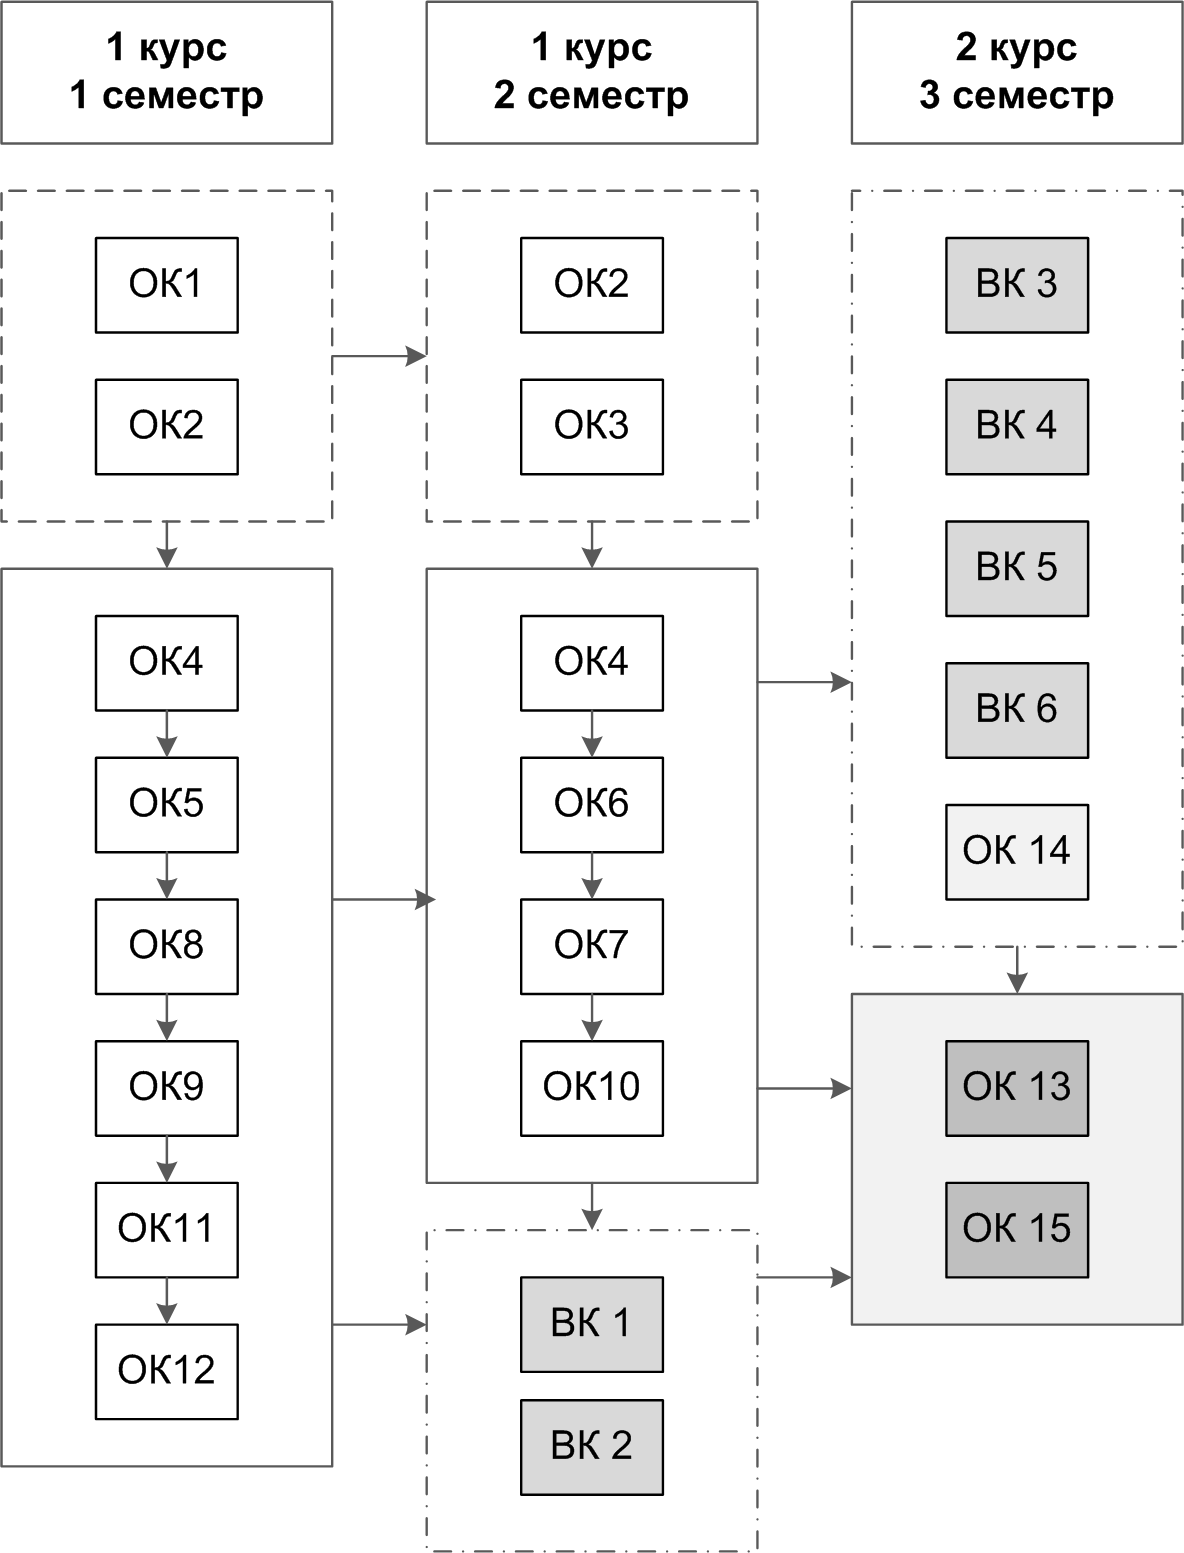 1 курс
1 семестр
1 курс
2 семестр
2 курс
3 семестр
ОК1
ОК2
ОК4
ОК5
ОК8
ОК9
ОК11
ОК12
ОК2
ОК3
ОК4
ОК6
ОК7
ОК10
ВК 1
ВК 2
ВК 3
ВК 4
ВК 5
ВК 6
ОК 14
ОК 13
ОК 15